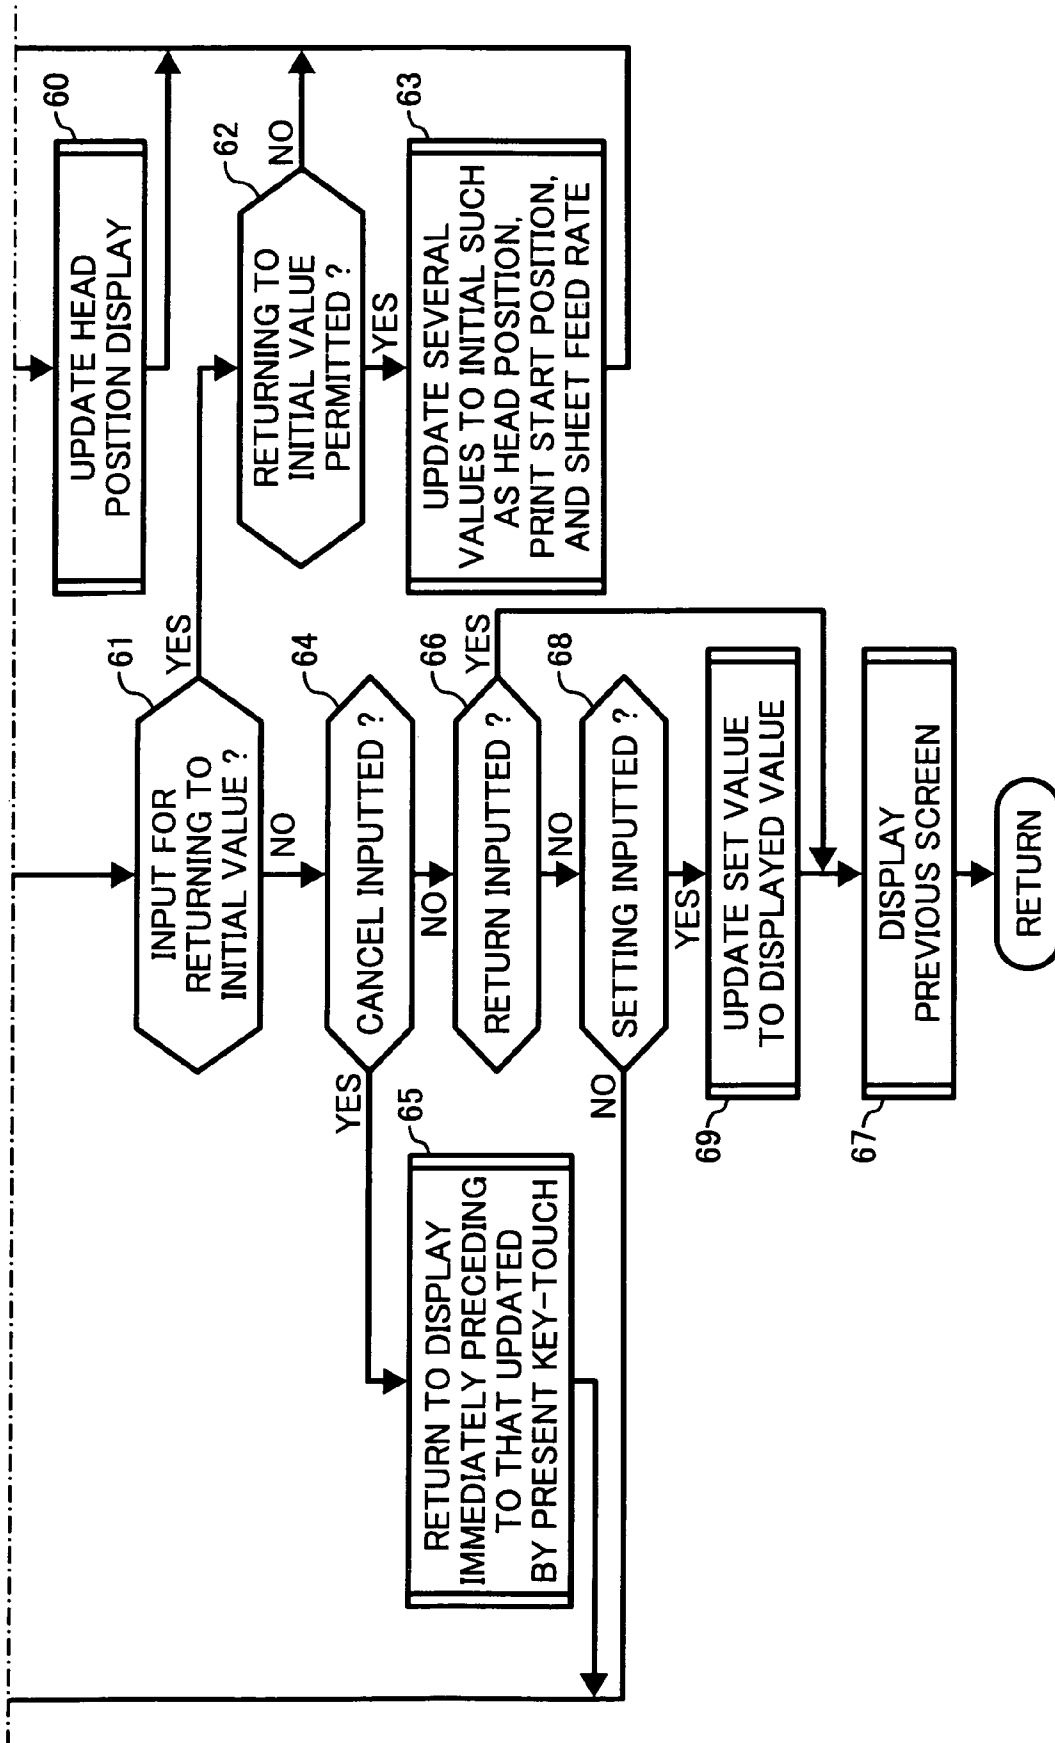 60
UPDATE HEAD
POSITION DISPLAY
61
INPUT FOR
RETURNING TO
INITIAL VALUE ?
YES
NO
62
RETURNING TO
INITIAL VALUE
PERMITTED ?
NO
YES
63
UPDATE SEVERAL
VALUES TO INITIAL SUCH
AS HEAD POSITION,
PRINT START POSITION,
AND SHEET FEED RATE
64
CANCEL INPUTTED ?
YES
NO
65
RETURN TO DISPLAY
IMMEDIATELY PRECEDING
TO THAT UPDATED
BY PRESENT KEY-TOUCH
66
RETURN INPUTTED ?
YES
NO
68
SETTING INPUTTED ?
NO
YES
69
UPDATE SET VALUE
TO DISPLAYED VALUE
67
DISPLAY
PREVIOUS SCREEN
RETURN